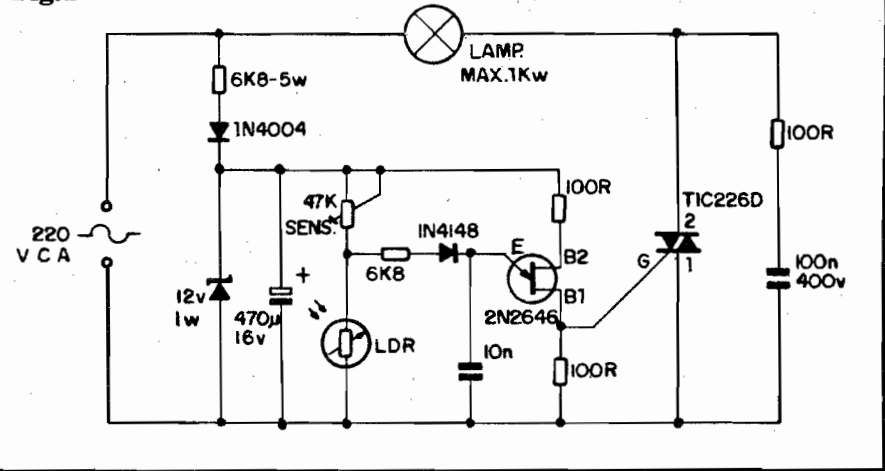 LAMP.
MAX.1Kw
6K8-5w
1N4004
100R
47K
SENS.
1N4148
100R
TIC226D
2
220
V C A
E
B2
G
1
6K8
100n
400v
12v
1w
+
B1
470µ
16v
2N2646
LDR
10n
100R